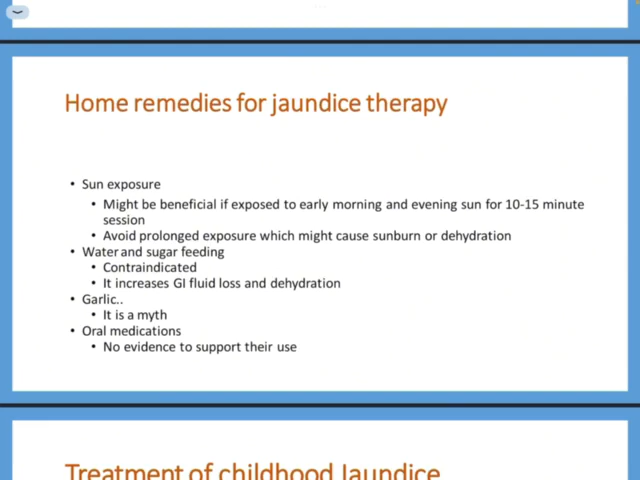 Home remedies for jaundice therapy
• Sun exposure
• Might be beneficial if exposed to early morning and evening sun for 10-15 minute
session
• Avoid prolonged exposure which might cause sunburn or dehydration
• Water and sugar feeding
• Contraindicated
• It increases GI fluid loss and dehydration
• Garlic..
• It is a myth
• Oral medications
• No evidence to support their use
Treatment of childhood Jaundice